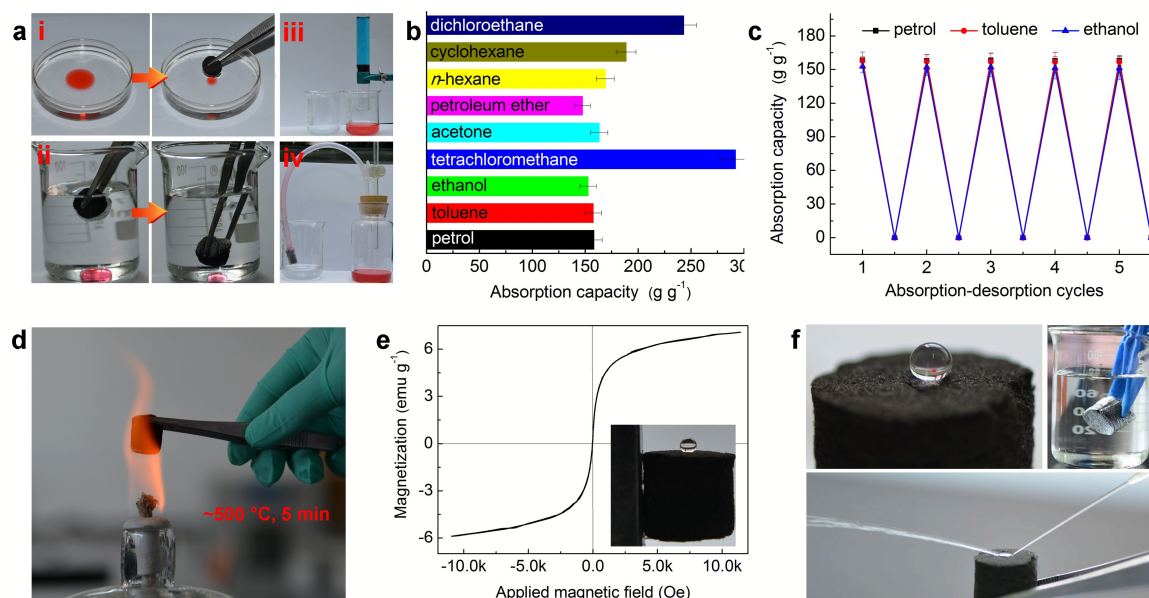 a
i
ii
iii
iv
b
dichloroethane
cyclohexane
n-hexane
petroleum ether
acetone
tetrachloromethane
ethanol
toluene
petrol
0 50 100 150 200 250 30
Absorption capacity (g g⁻¹)
c
petrol toluene ethanol
180
150
120
90
60
30
0
Absorption capacity (g g⁻¹)
1 2 3 4 5
Absorption-desorption cycles
d
~500 °C, 5 min
e
6
3
0
-3
-6
Magnetization (emu g⁻¹)
-10.0k -5.0k 0.0 5.0k 10.0k
Applied magnetic field (Oe)
f
20